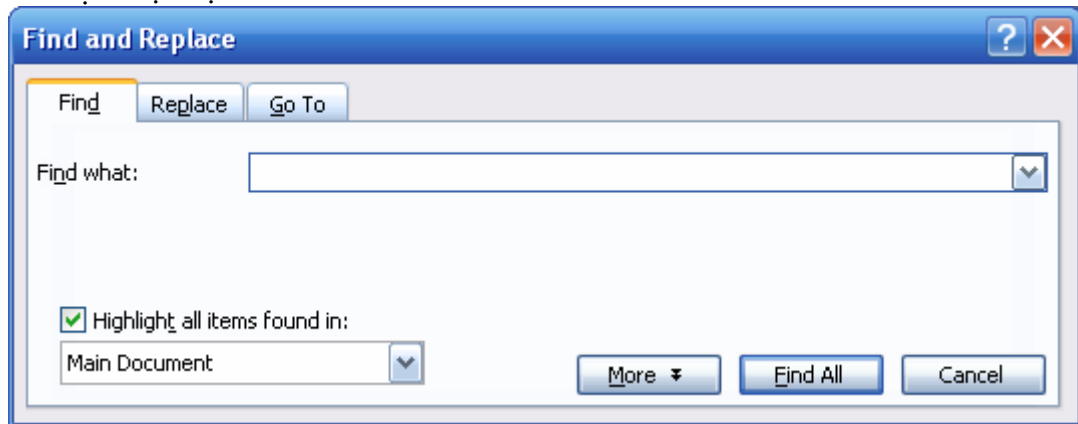 Find and Replace
Find Replace Go To
Find what:
Highlight all items found in:
Main Document
More Find All Cancel